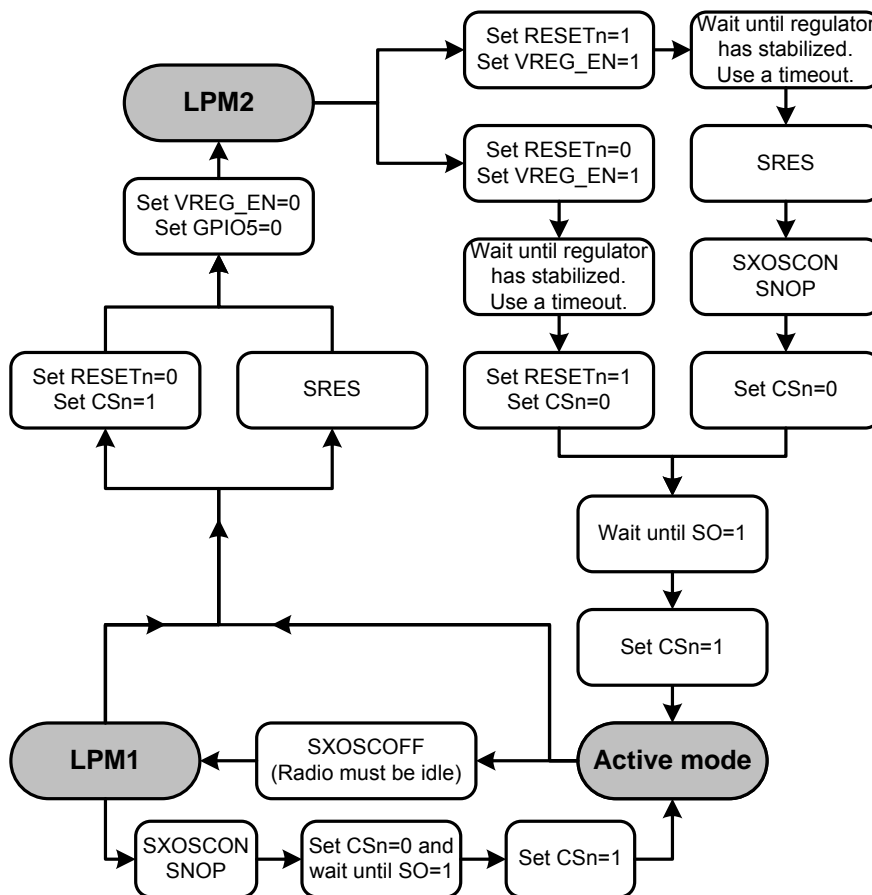 Set RESETn=1
Set VREG_EN=1
Wait until regulator
has stabilized.
Use a timeout.
LPM2
Set RESETn=0
Set VREG_EN=1
SRES
Set VREG_EN=0
Set GPIO5=0
Wait until regulator
has stabilized.
Use a timeout.
SXOSCON
SNOP
Set RESETn=0
Set CSn=1
SRES
Set RESETn=1
Set CSn=0
Set CSn=0
Wait until SO=1
Set CSn=1
LPM1
SXOSCOFF
(Radio must be idle)
Active mode
SXOSCON
SNOP
Set CSn=0 and
wait until SO=1
Set CSn=1